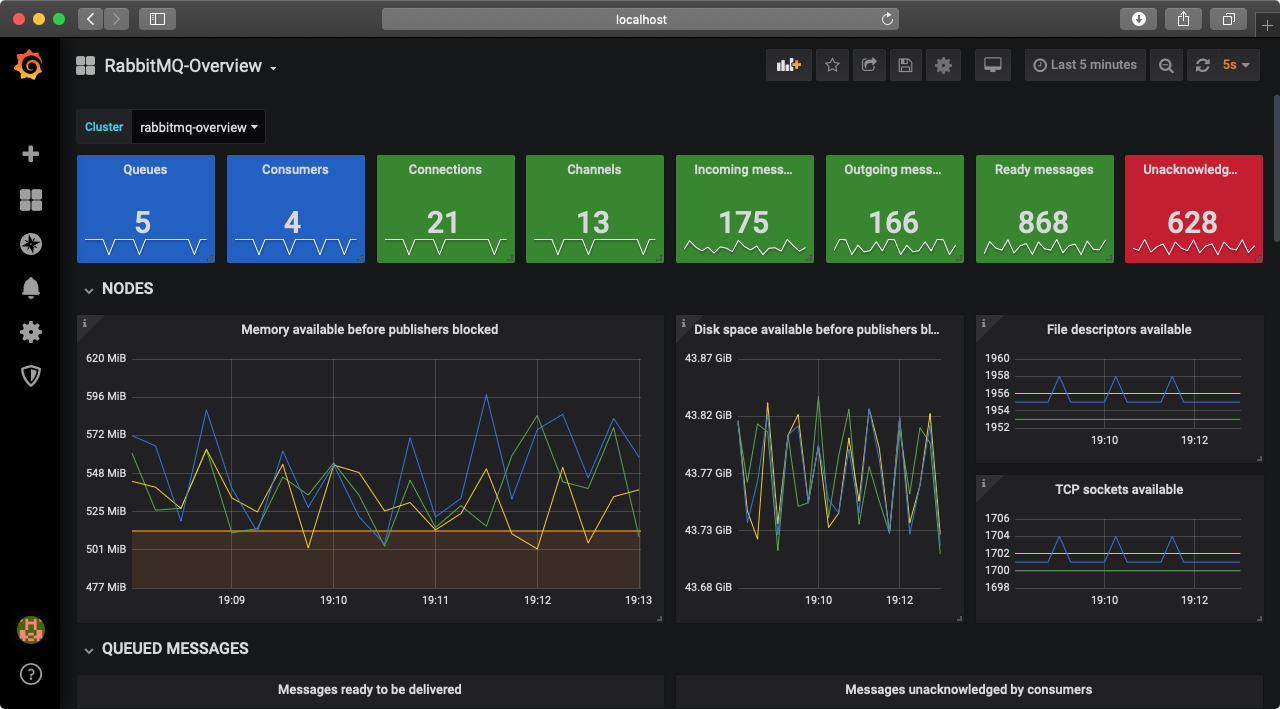 localhost
RabbitMQ-Overview
Last 5 minutes
5s
Cluster
rabbitmq-overview
Queues
5
Consumers
4
Connections
21
Channels
13
Incoming mess...
175
Outgoing mess...
166
Ready messages
868
Unacknowledg...
628
NODES
i
Memory available before publishers blocked
620 MiB
596 MiB
572 MiB
548 MiB
525 MiB
501 MiB
477 MiB
19:09 19:10 19:11 19:12 19:13
i
Disk space available before publishers bl...
43.87 GiB
43.82 GiB
43.77 GiB
43.73 GiB
43.68 GiB
19:10 19:12
i
File descriptors available
1960
1958
1956
1954
1952
19:10 19:12
i
TCP sockets available
1706
1704
1702
1700
1698
19:10 19:12
QUEUED MESSAGES
Messages ready to be delivered
Messages unacknowledged by consumers